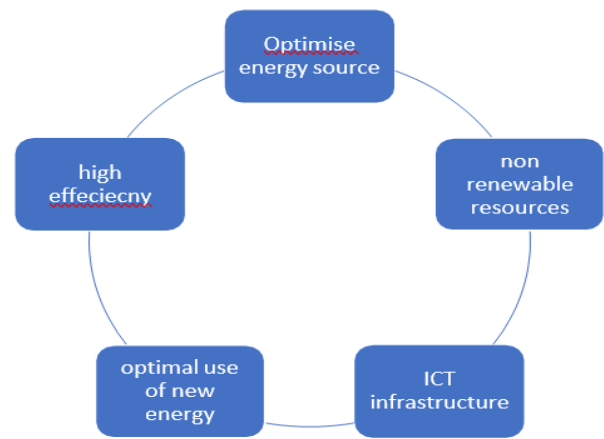 Optimise
energy source
non
renewable
resources
ICT
infrastructure
optimal use
of new
energy
high
effeciecny